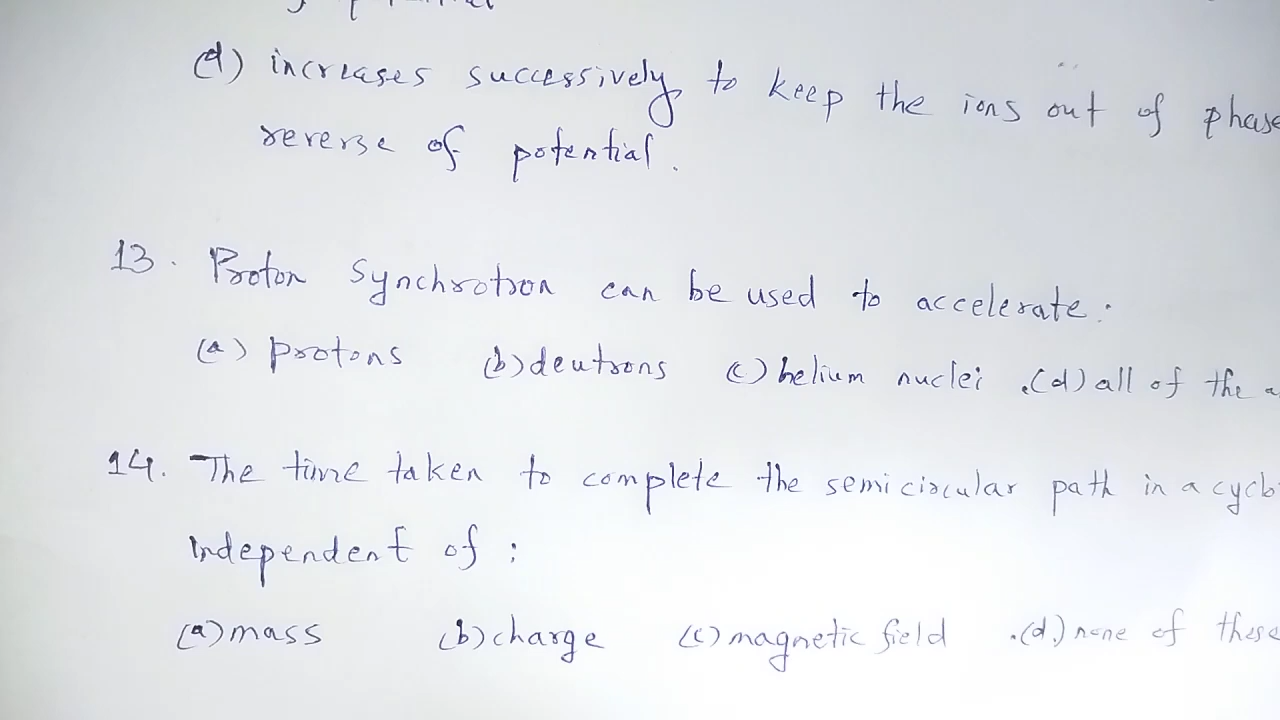 (d) increases successively to keep the ions out of phase
reverse of potential.
13. Proton synchrotron can be used to accelerate:
(a) protons (b) deutrons (c) helium nuclei .(d) all of the
14. The time taken to complete the semicircular path in a
independent of :
(a) mass (b) charge (c) magnetic field .(d) none of these